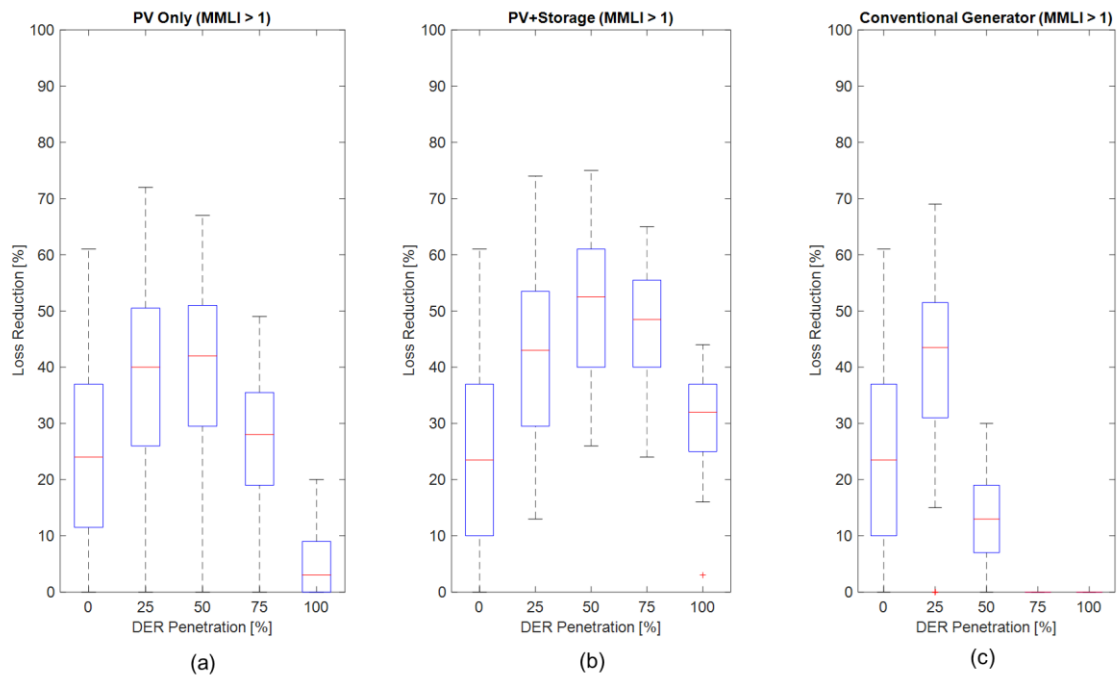 PV Only (MMLI > 1)
100
90
80
70
60
50
40
30
20
10
0
Loss Reduction [%]
0 25 50 75 100
DER Penetration [%]
(a)
PV+Storage (MMLI > 1)
100
90
80
70
60
50
40
30
20
10
0
Loss Reduction [%]
0 25 50 75 100
DER Penetration [%]
(b)
Conventional Generator (MMLI > 1)
100
90
80
70
60
50
40
30
20
10
0
Loss Reduction [%]
0 25 50 75 100
DER Penetration [%]
(c)